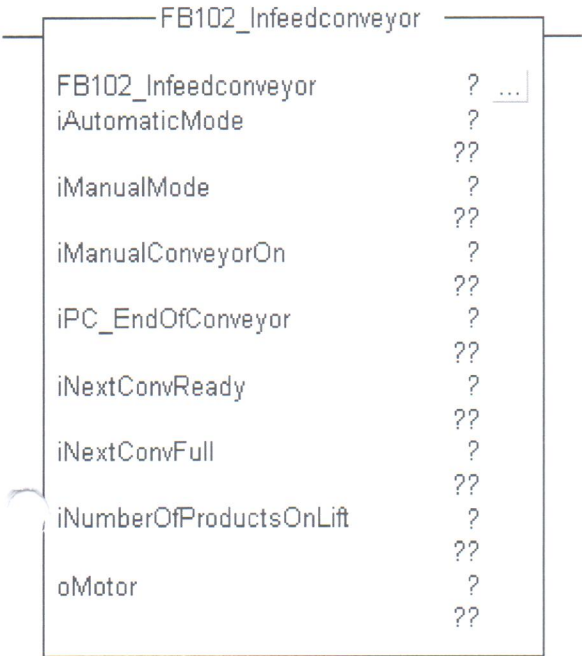 FB102_Infeedconveyor
FB102_Infeedconveyor ? ...
iAutomaticMode ?
??
iManualMode ?
??
iManualConveyorOn ?
??
iPC_EndOfConveyor ?
??
iNextConvReady ?
??
iNextConvFull ?
??
iNumberOfProductsOnLift ?
??
oMotor ?
??